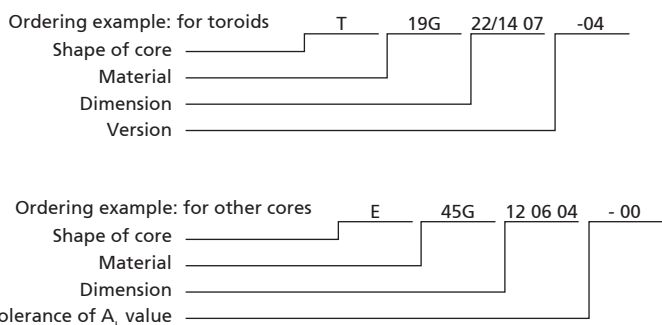 Ordering example: for toroids T 19G 22/14 07 -04
Shape of core
Material
Dimension
Version
Ordering example: for other cores E 45G 12 06 04 - 00
Shape of core
Material
Dimension
olerance of AL value